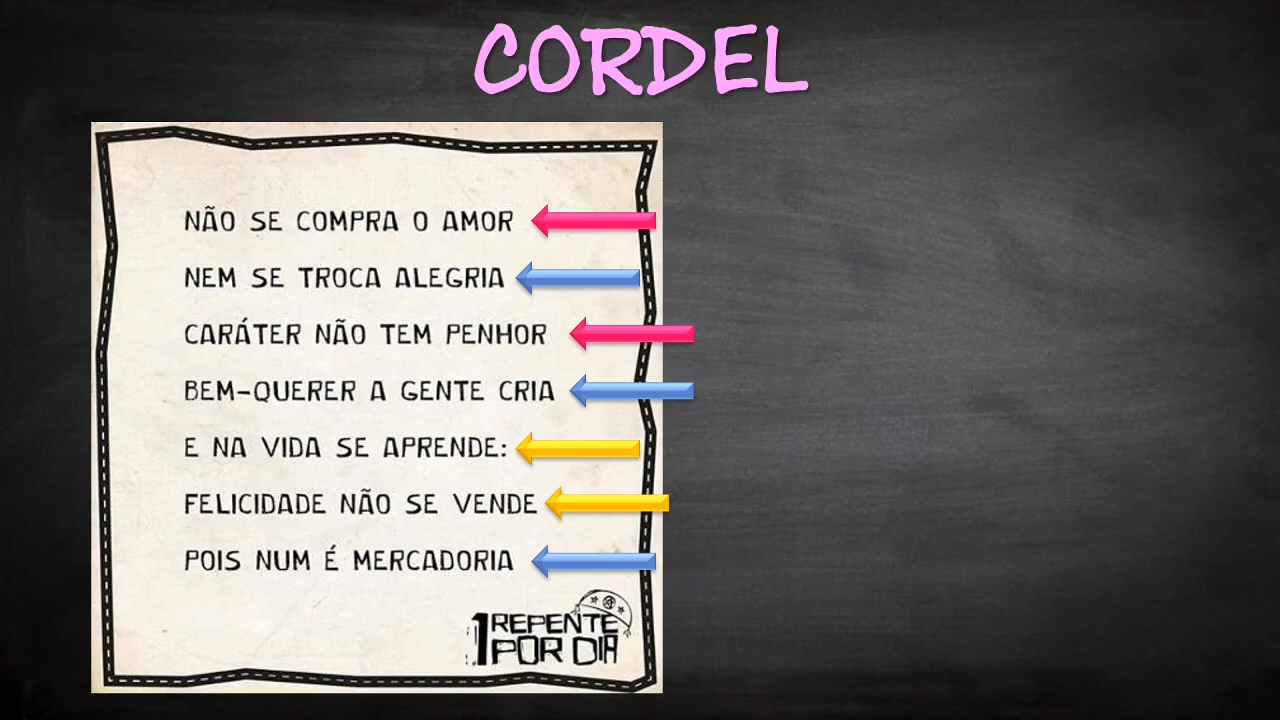 CORDEL
NÃO SE COMPRA O AMOR
NEM SE TROCA ALEGRIA
CARÁTER NÃO TEM PENHOR
BEM-QUERER A GENTE CRIA
E NA VIDA SE APRENDE:
FELICIDADE NÃO SE VENDE
POIS NUM É MERCADORIA
1 REPENTE
POR DIA